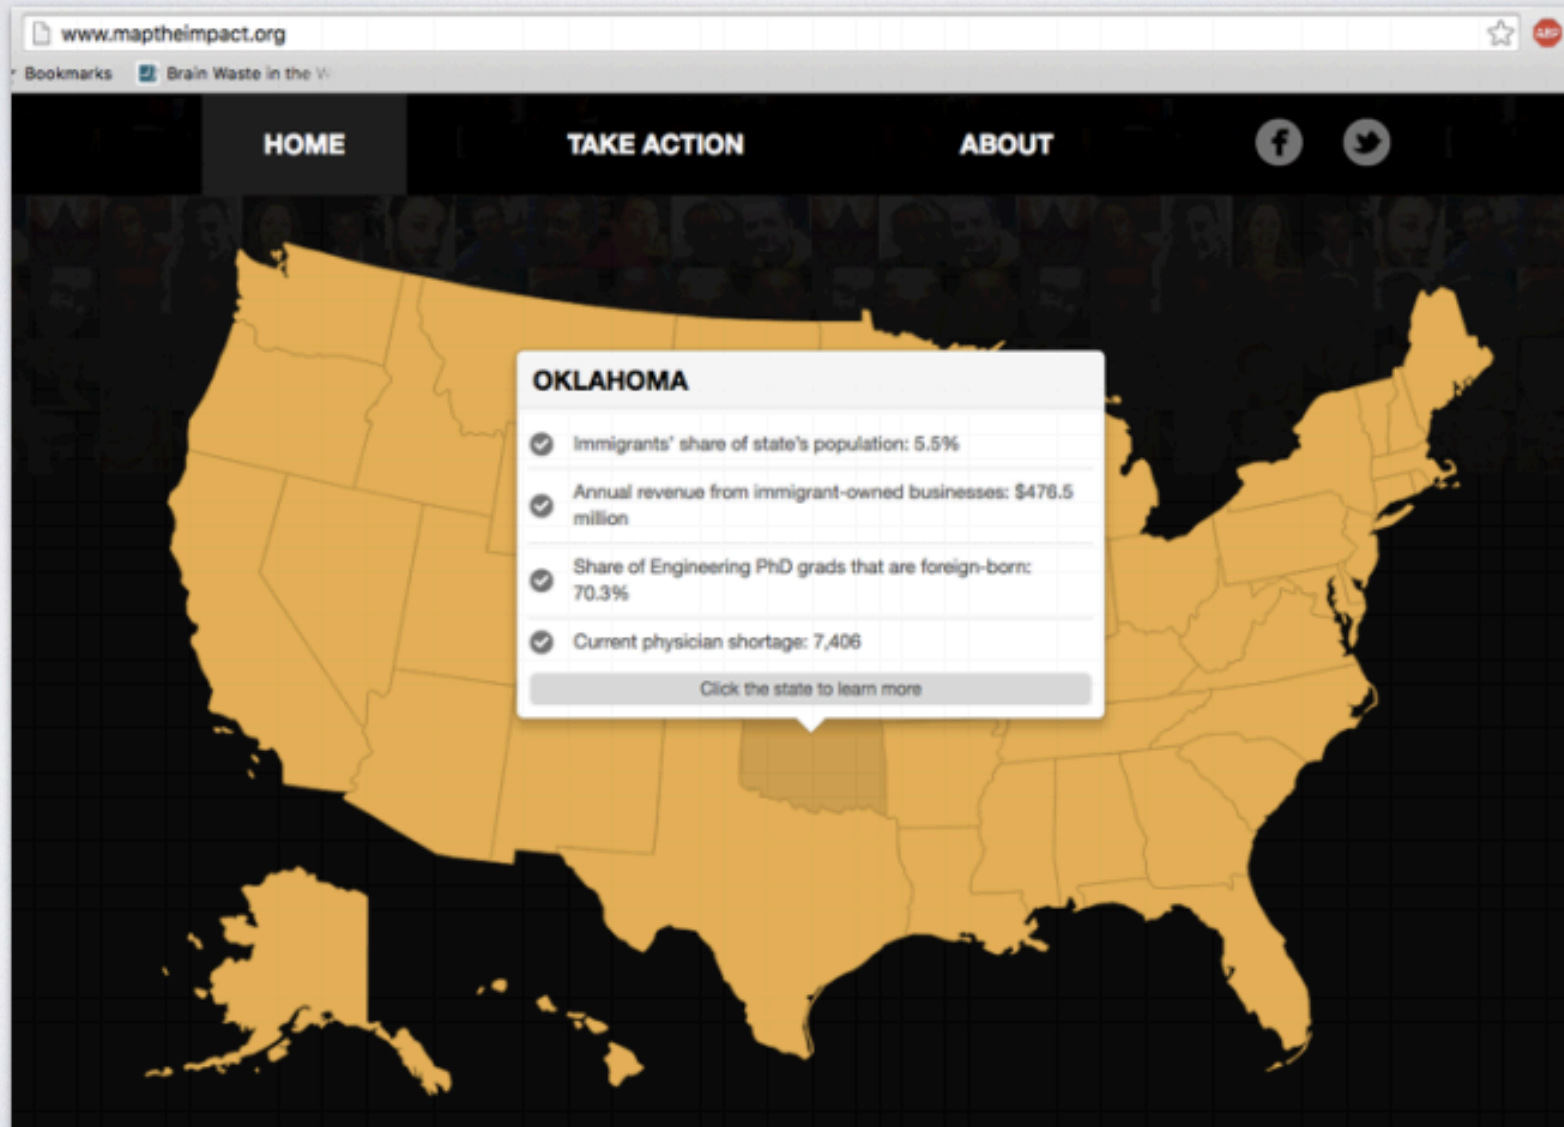 www.maptheimpact.org
ABP
Bookmarks
Brain Waste in the W
HOME
TAKE ACTION
ABOUT
OKLAHOMA
Immigrants' share of state's population: 5.5%
Annual revenue from immigrant-owned businesses: $476.5
million
Share of Engineering PhD grads that are foreign-born:
70.3%
Current physician shortage: 7,406
Click the state to learn more